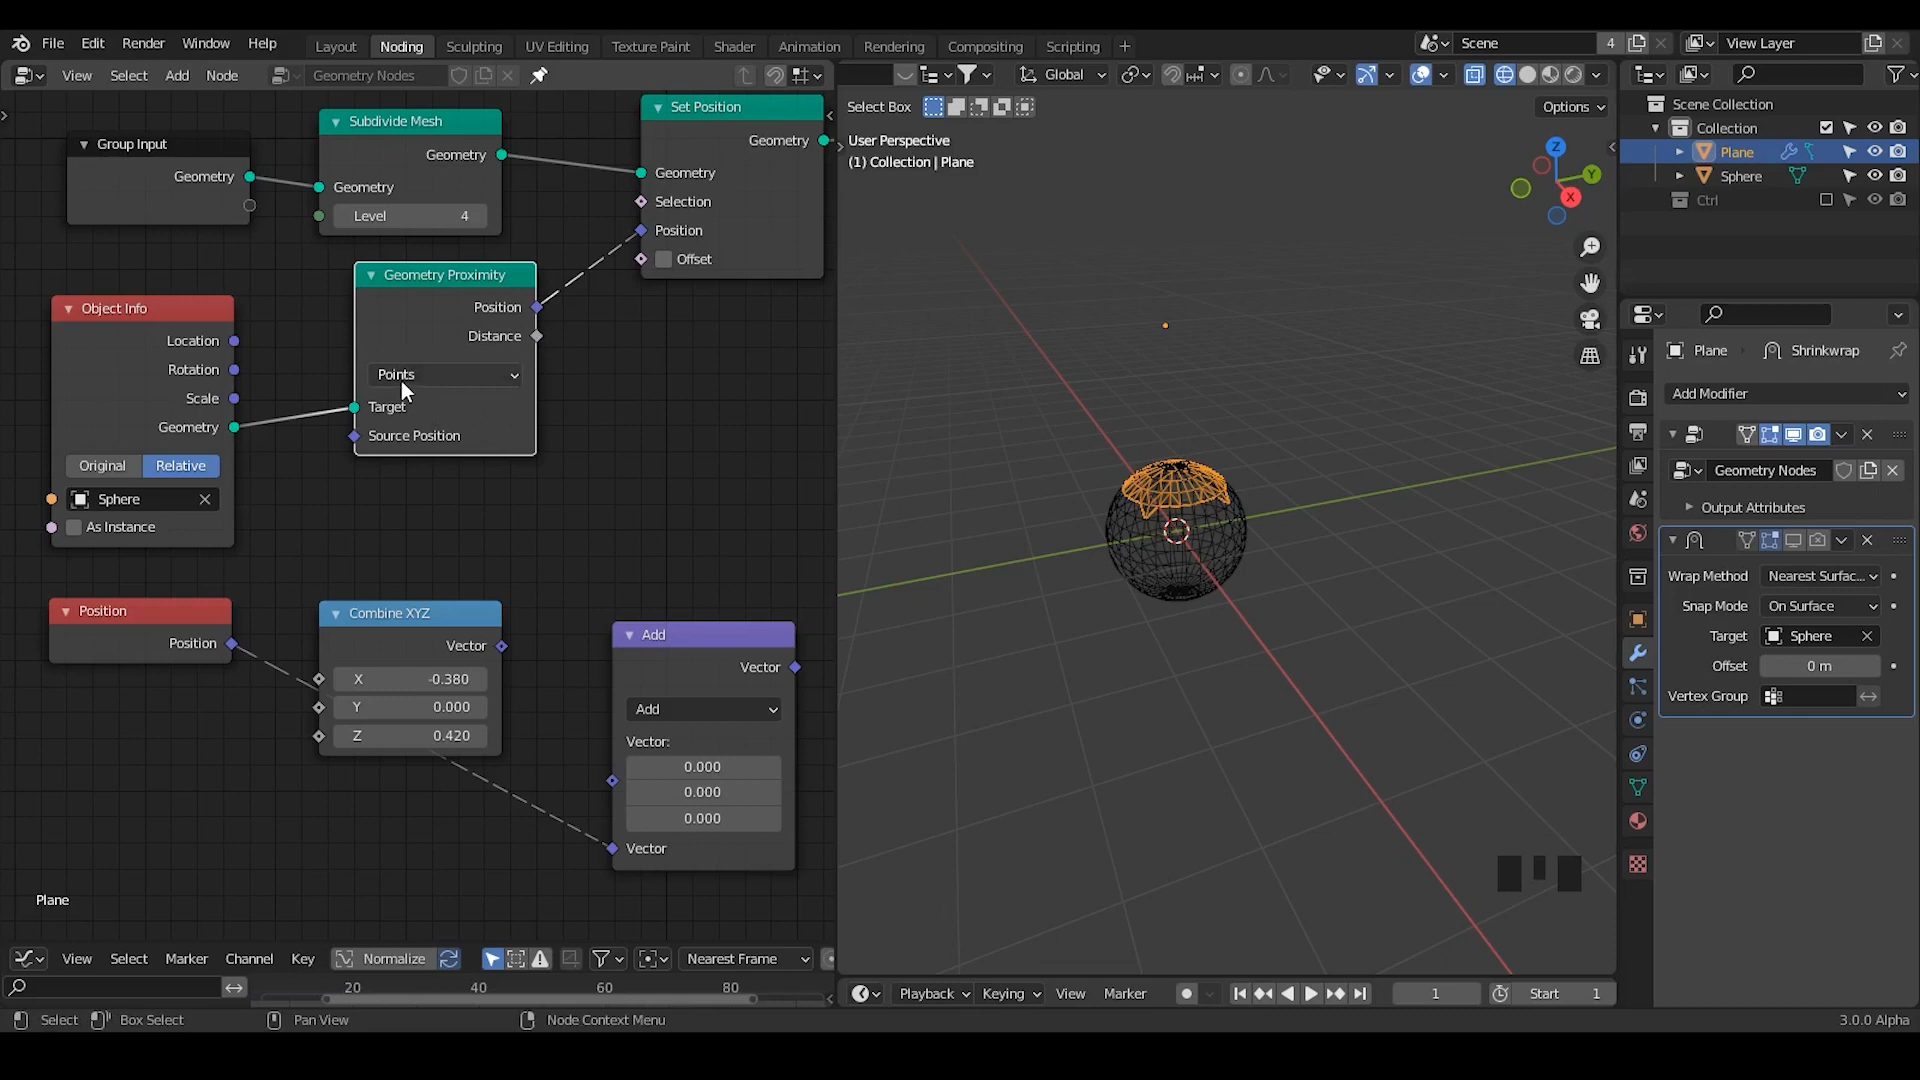 File Edit Render Window Help
Layout Noding Sculpting UV Editing Texture Paint Shader Animation Rendering Compositing Scripting +
Scene 4
View Layer
View Select Add Node
Geometry Nodes
Global
Select Box
Options
User Perspective
(1) Collection | Plane
Z
Y
X
Group Input
Geometry
Subdivide Mesh
Geometry
Geometry
Level 4
Set Position
Geometry
Geometry
Selection
Position
Offset
Object Info
Location
Rotation
Scale
Geometry
Original Relative
Sphere
As Instance
Geometry Proximity
Position
Distance
Points
Target
Source Position
Position
Position
Combine XYZ
Vector
X -0.380
Y 0.000
Z 0.420
Add
Vector
Add
Vector:
0.000
0.000
0.000
Vector
Plane
View Select Marker Channel Key Normalize
Nearest Frame
20 40 60 80
Playback Keying View Marker
1
Start 1
Select
Box Select
Pan View
Node Context Menu
3.0.0 Alpha
Scene Collection
Collection
Plane
Sphere
Ctrl
Plane Shrinkwrap
Add Modifier
Geometry Nodes
Output Attributes
Wrap Method Nearest Surfac...
Snap Mode On Surface
Target Sphere
Offset 0 m
Vertex Group